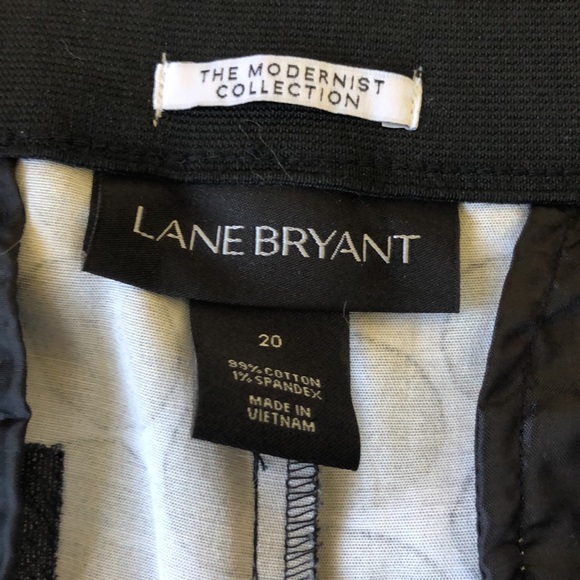 THE MODERNIST
COLLECTION
LANE BRYANT
20
99% COTTON
1% SPANDEX
MADE IN
VIETNAM